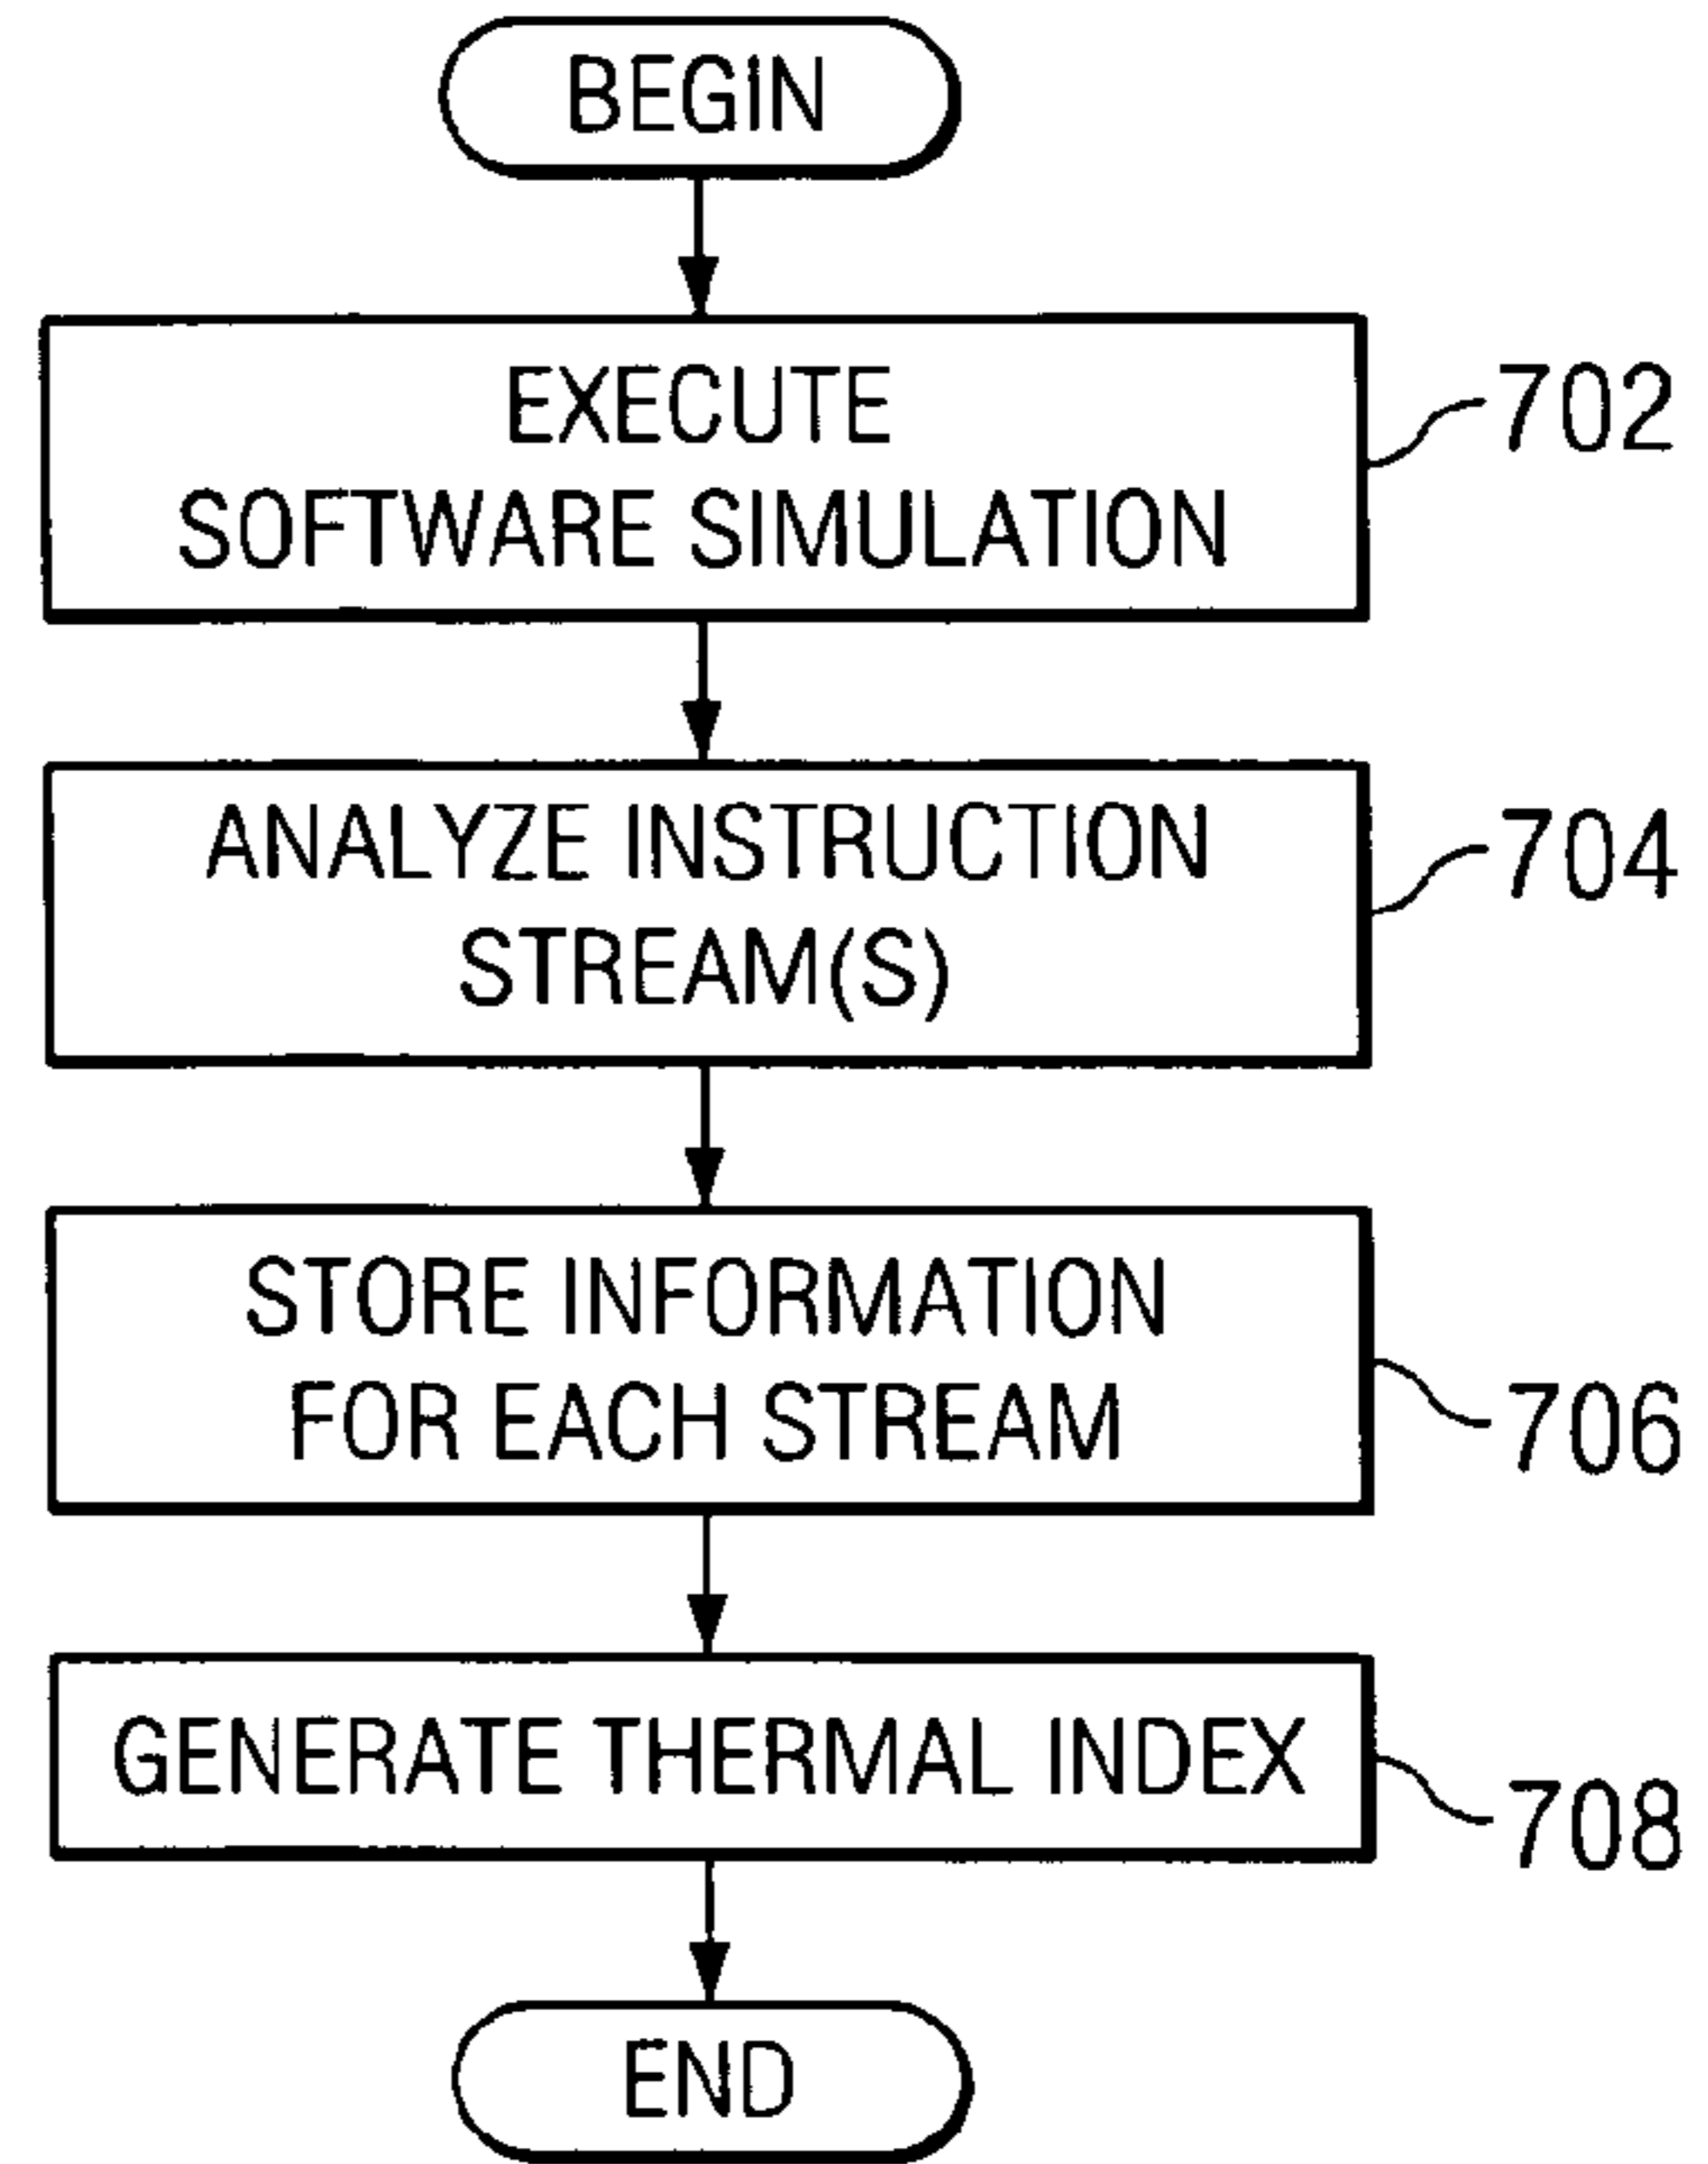 BEGIN
EXECUTE
SOFTWARE SIMULATION
702
ANALYZE INSTRUCTION
STREAM(S)
704
STORE INFORMATION
FOR EACH STREAM
706
GENERATE THERMAL INDEX
708
END